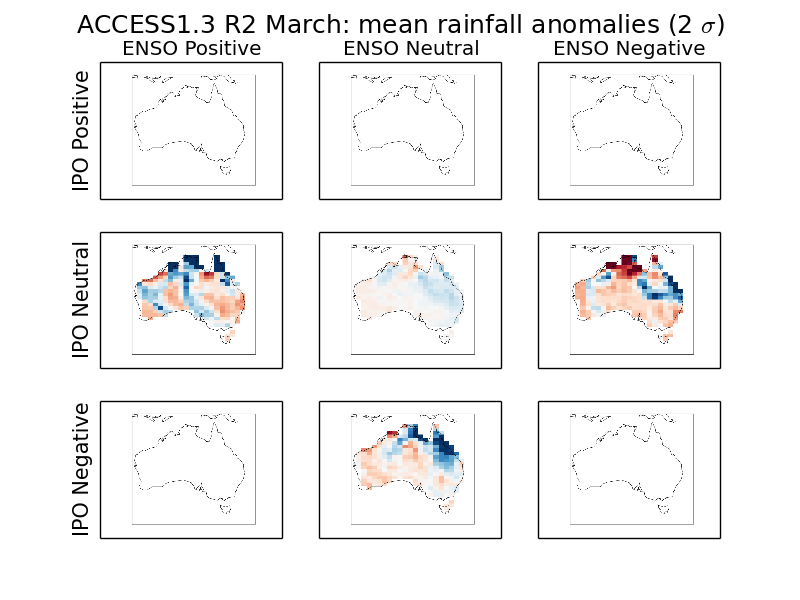 ACCESS1.3 R2 March: mean rainfall anomalies (2 σ)
ENSO Positive ENSO Neutral ENSO Negative
IPO Positive
IPO Neutral
IPO Negative